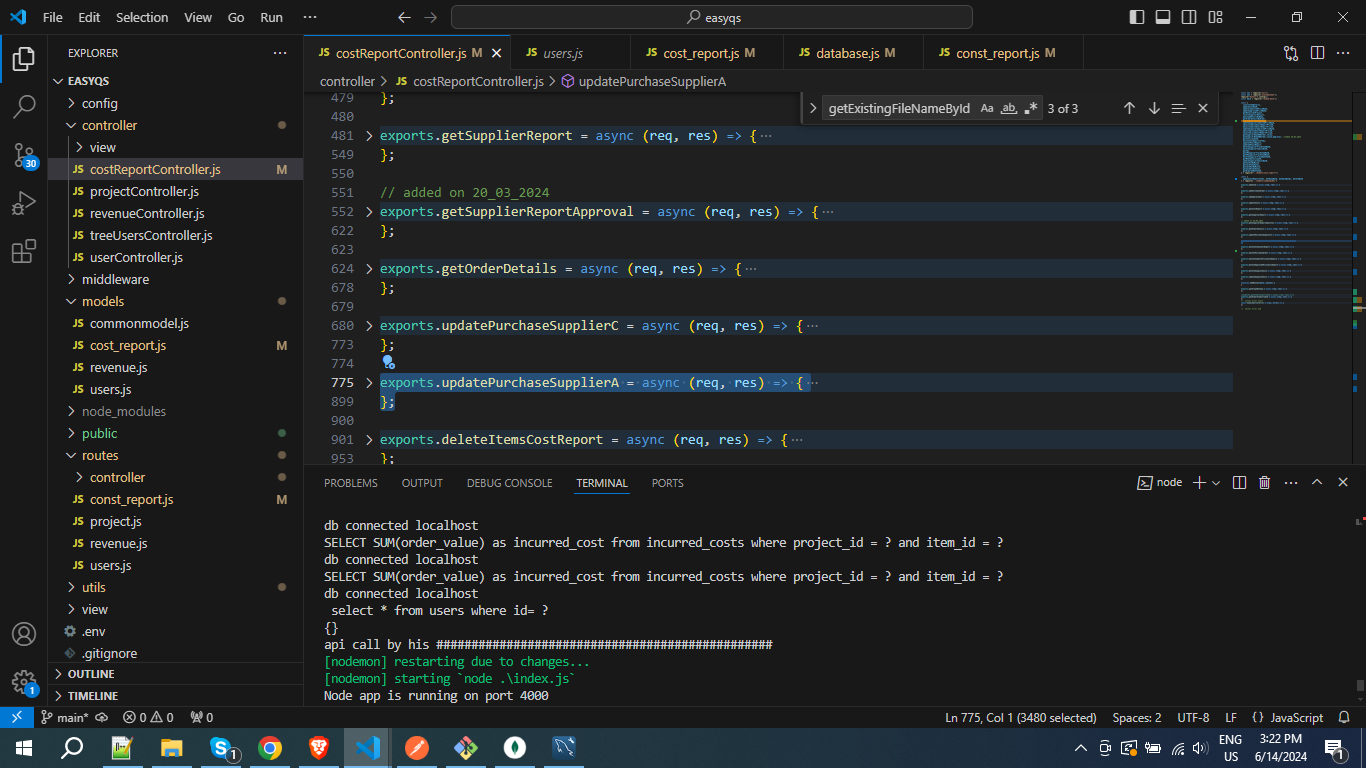 File Edit Selection View Go Run ··· easyqs
EXPLORER ···
EASYQS
config
controller
view
JS costReportController.js M
JS projectController.js
JS revenueController.js
JS treeUsersController.js
JS userController.js
middleware
models
JS commonmodel.js
JS cost_report.js M
JS revenue.js
JS users.js
node_modules
public
routes
controller
JS const_report.js M
JS project.js
JS revenue.js
JS users.js
utils
view
.env
.gitignore
OUTLINE
TIMELINE
30
1
JS costReportController.js M JS users.js JS cost_report.js M JS database.js M JS const_report.js M ···
controller > JS costReportController.js > updatePurchaseSupplierA
getExistingFileNameById Aa ab .* 3 of 3
479 };
480
481 exports.getSupplierReport = async (req, res) => { ···
549 };
550
551 // added on 20_03_2024
552 exports.getSupplierReportApproval = async (req, res) => { ···
622 };
623
624 exports.getOrderDetails = async (req, res) => { ···
678 };
679
680 exports.updatePurchaseSupplierC = async (req, res) => { ···
773 };
774
775 exports.updatePurchaseSupplierA = async (req, res) => { ···
899 };
900
901 exports.deleteItemsCostReport = async (req, res) => { ···
953 };
PROBLEMS OUTPUT DEBUG CONSOLE TERMINAL PORTS node ···
db connected localhost
SELECT SUM(order_value) as incurred_cost from incurred_costs where project_id = ? and item_id = ?
db connected localhost
SELECT SUM(order_value) as incurred_cost from incurred_costs where project_id = ? and item_id = ?
db connected localhost
select * from users where id= ?
{}
api call by his ################################################
[nodemon] restarting due to changes...
[nodemon] starting `node .\index.js`
Node app is running on port 4000
main* 0 0 0 Ln 775, Col 1 (3480 selected) Spaces: 2 UTF-8 LF {} JavaScript
1 ENG US 3:22 PM 6/14/2024 1